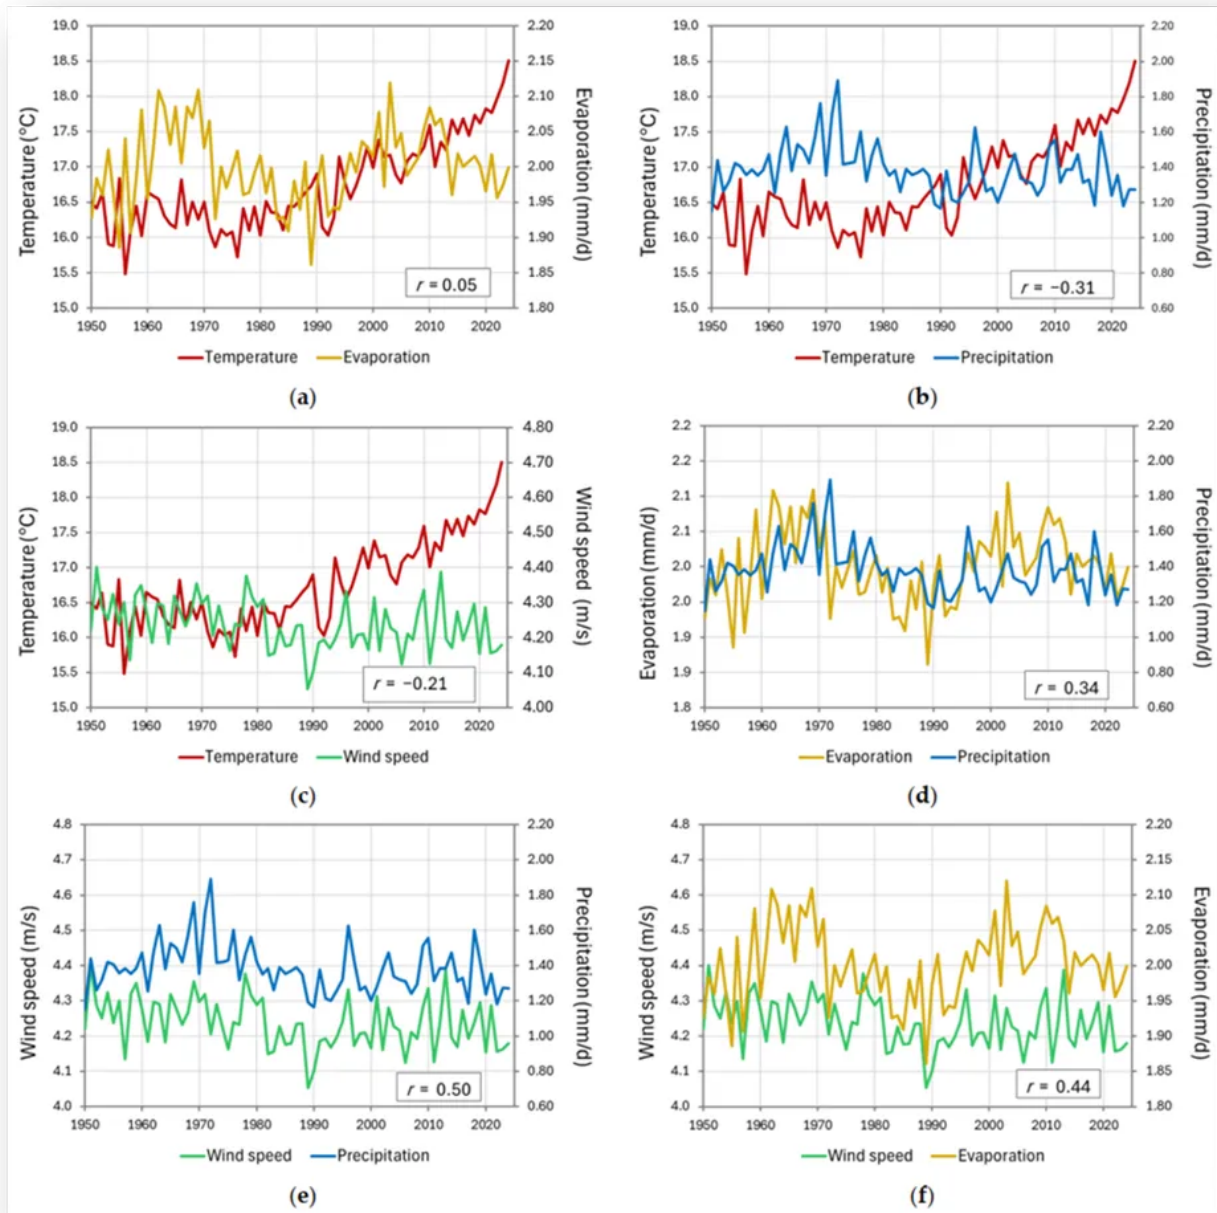 19.0 18.5 18.0 17.5 17.0 16.5 16.0 15.5 15.0
Temperature (°C)
2.20 2.15 2.10 2.05 2.00 1.95 1.90 1.85 1.80
Evaporation (mm/d)
r = 0.05
1950 1960 1970 1980 1990 2000 2010 2020
Temperature Evaporation
(a)
19.0 18.5 18.0 17.5 17.0 16.5 16.0 15.5 15.0
Temperature (°C)
2.20 2.00 1.80 1.60 1.40 1.20 1.00 0.80 0.60
Precipitation (mm/d)
r = −0.31
1950 1960 1970 1980 1990 2000 2010 2020
Temperature Precipitation
(b)
19.0 18.5 18.0 17.5 17.0 16.5 16.0 15.5 15.0
Temperature (°C)
4.80 4.70 4.60 4.50 4.40 4.30 4.20 4.10 4.00
Wind speed (m/s)
r = −0.21
1950 1960 1970 1980 1990 2000 2010 2020
Temperature Wind speed
(c)
2.2 2.2 2.1 2.1 2.0 2.0 1.9 1.9 1.8
Evaporation (mm/d)
2.20 2.00 1.80 1.60 1.40 1.20 1.00 0.80 0.60
Precipitation (mm/d)
r = 0.34
1950 1960 1970 1980 1990 2000 2010 2020
Evaporation Precipitation
(d)
4.8 4.7 4.6 4.5 4.4 4.3 4.2 4.1 4.0
Wind speed (m/s)
2.20 2.00 1.80 1.60 1.40 1.20 1.00 0.80 0.60
Precipitation (mm/d)
r = 0.50
1950 1960 1970 1980 1990 2000 2010 2020
Wind speed Precipitation
(e)
4.8 4.7 4.6 4.5 4.4 4.3 4.2 4.1 4.0
Wind speed (m/s)
2.20 2.15 2.10 2.05 2.00 1.95 1.90 1.85 1.80
Evaporation (mm/d)
r = 0.44
1950 1960 1970 1980 1990 2000 2010 2020
Wind speed Evaporation
(f)